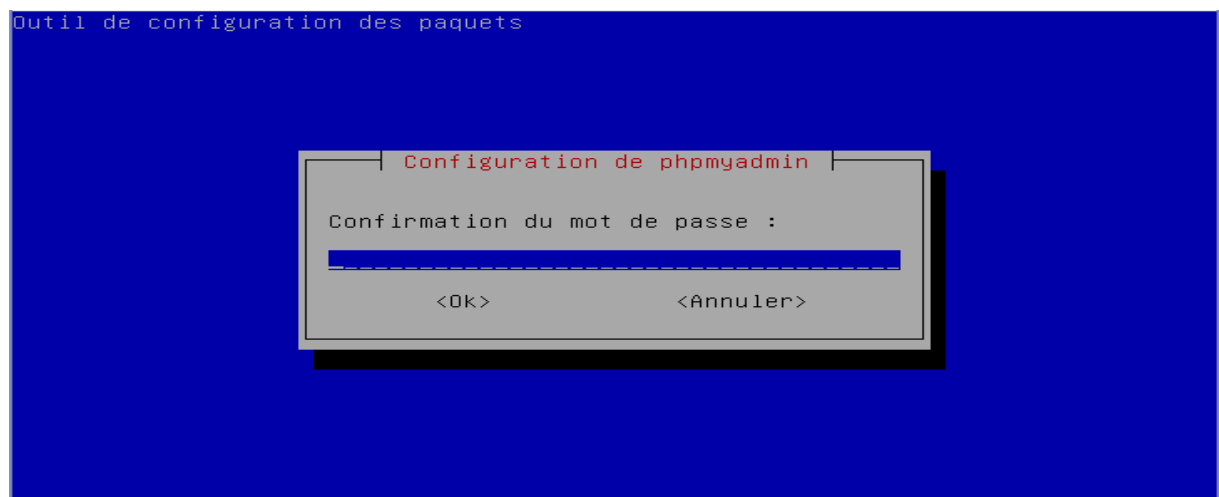 Outil de configuration des paquets
Configuration de phpmyadmin
Confirmation du mot de passe :
<Ok> <Annuler>